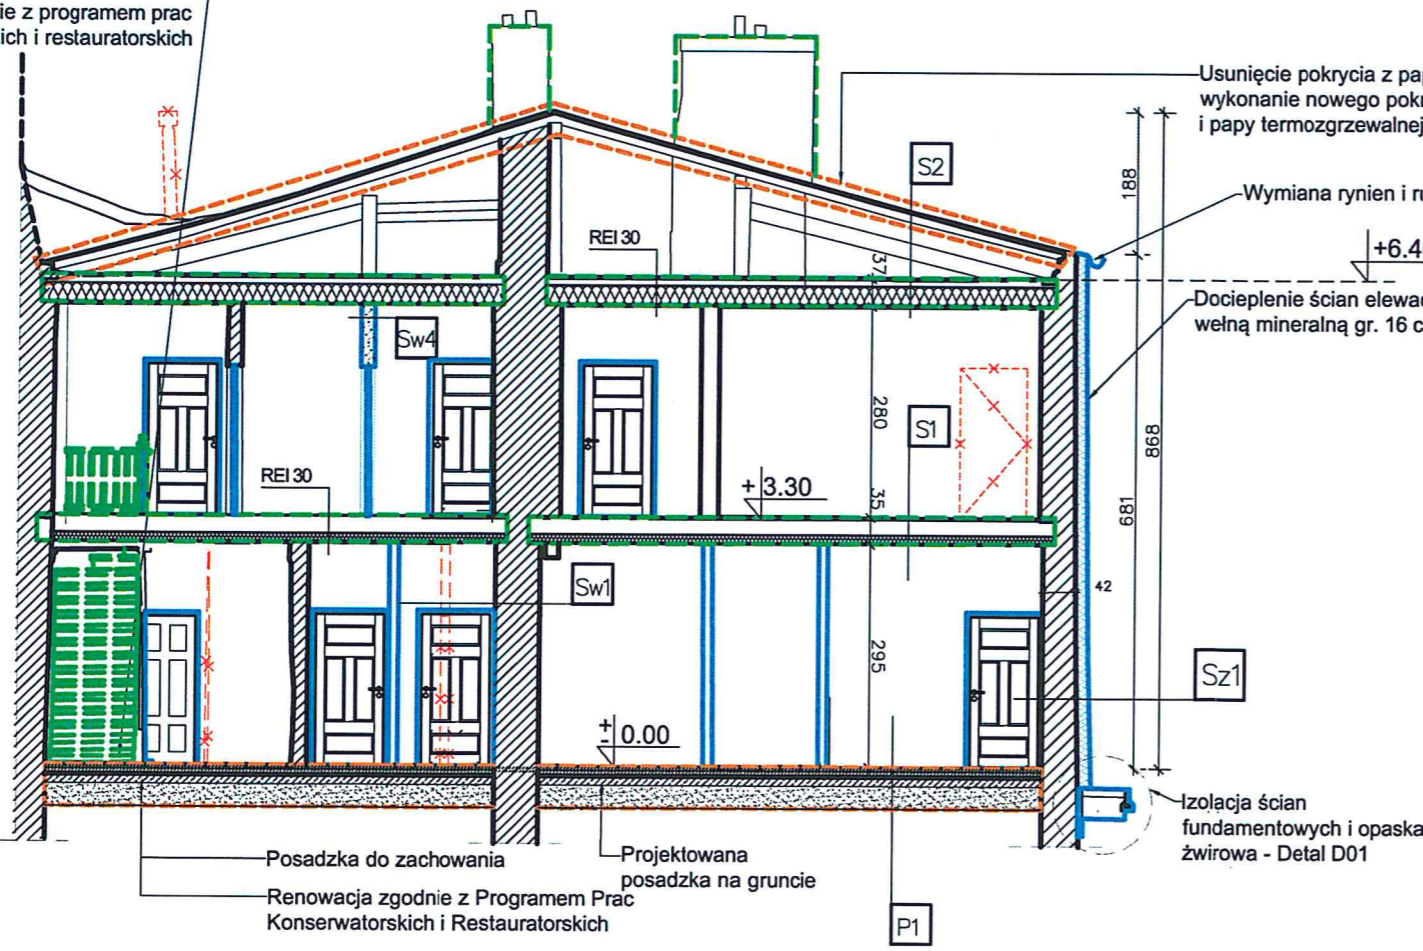 ie z programem prac
ich i restauratorskich
Usunięcie pokrycia z pap
wykonanie nowego pokr
i papy termozgrzewalnej
S2
188
Wymiana rynien i ru
REI 30
37
+6.4
Docieplenie ścian elewac
wełną mineralną gr. 16 c
Sw4
280
S1
868
REI 30
+3.30
35
681
Sw1
42
295
Sz1
+-0.00
Izolacja ścian
fundamentowych i opaska
żwirowa - Detal D01
Posadzka do zachowania
Projektowana
posadzka na gruncie
Renowacja zgodnie z Programem Prac
Konserwatorskich i Restauratorskich
P1